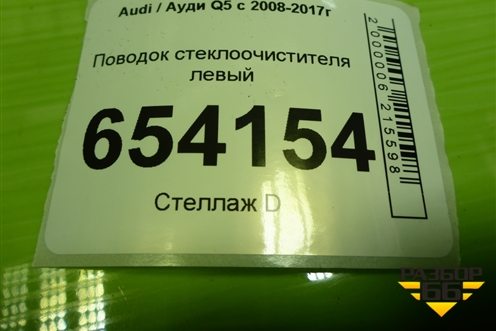 Audi / Ауди Q5 с 2008-2017г
Поводок стеклоочистителя
левый
654154
Стеллаж D
2000006215598
РАЗБОР
66